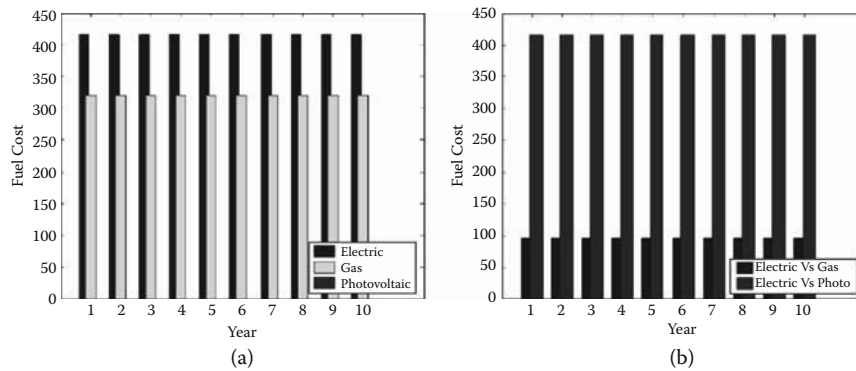 450
400
350
300
250
200
150
100
50
0
Fuel Cost
1 2 3 4 5 6 7 8 9 10
Year
Electric
Gas
Photovoltaic
(a)
450
400
350
300
250
200
150
100
50
0
Fuel Cost
1 2 3 4 5 6 7 8 9 10
Year
Electric Vs Gas
Electric Vs Photo
(b)